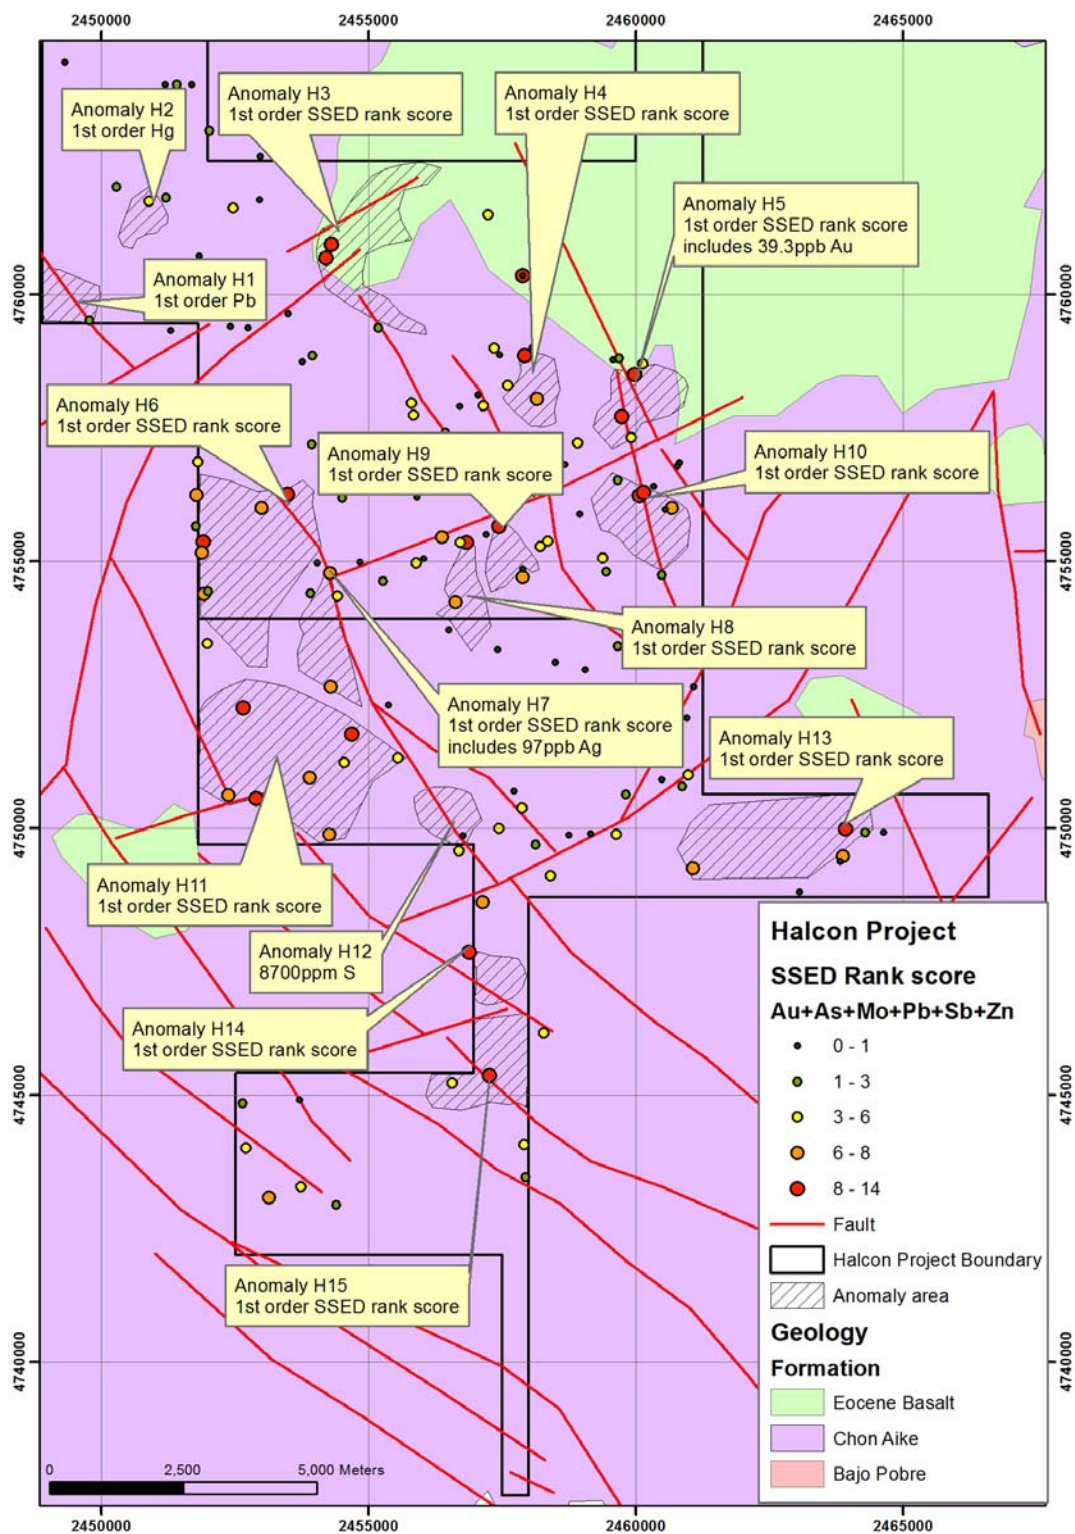 2450000
2455000
2460000
2465000
Anomaly H3
1st order SSED rank score
Anomaly H4
1st order SSED rank score
Anomaly H2
1st order Hg
Anomaly H5
1st order SSED rank score
includes 39.3ppb Au
Anomaly H1
1st order Pb
4760000
4760000
Anomaly H6
1st order SSED rank score
Anomaly H9
1st order SSED rank score
Anomaly H10
1st order SSED rank score
4755000
4755000
Anomaly H8
1st order SSED rank score
Anomaly H7
1st order SSED rank score
includes 97ppb Ag
Anomaly H13
1st order SSED rank score
4750000
4750000
Anomaly H11
1st order SSED rank score
Anomaly H12
8700ppm S
Anomaly H14
1st order SSED rank score
4745000
4745000
Anomaly H15
1st order SSED rank score
4740000
4740000
Halcon Project
SSED Rank score
Au+As+Mo+Pb+Sb+Zn
0 - 1
1 - 3
3 - 6
6 - 8
8 - 14
Fault
Halcon Project Boundary
Anomaly area
Geology
Formation
Eocene Basalt
Chon Aike
Bajo Pobre
0 2,500 5,000 Meters
2450000
2455000
2460000
2465000